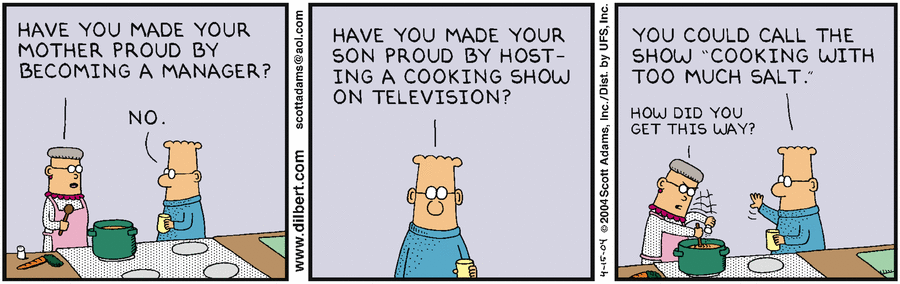 HAVE YOU MADE YOUR
MOTHER PROUD BY
BECOMING A MANAGER?
NO.
www.dilbert.com scottadams@aol.com
HAVE YOU MADE YOUR
SON PROUD BY HOST-
ING A COOKING SHOW
ON TELEVISION?
4-15-04 © 2004 Scott Adams, Inc./Dist. by UFS, Inc.
YOU COULD CALL THE
SHOW "COOKING WITH
TOO MUCH SALT."
HOW DID YOU
GET THIS WAY?